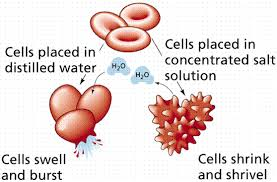 Cells placed in
distilled water
Cells placed in
concentrated salt
solution
H₂O
H₂O
Cells swell
and burst
Cells shrink
and shrivel